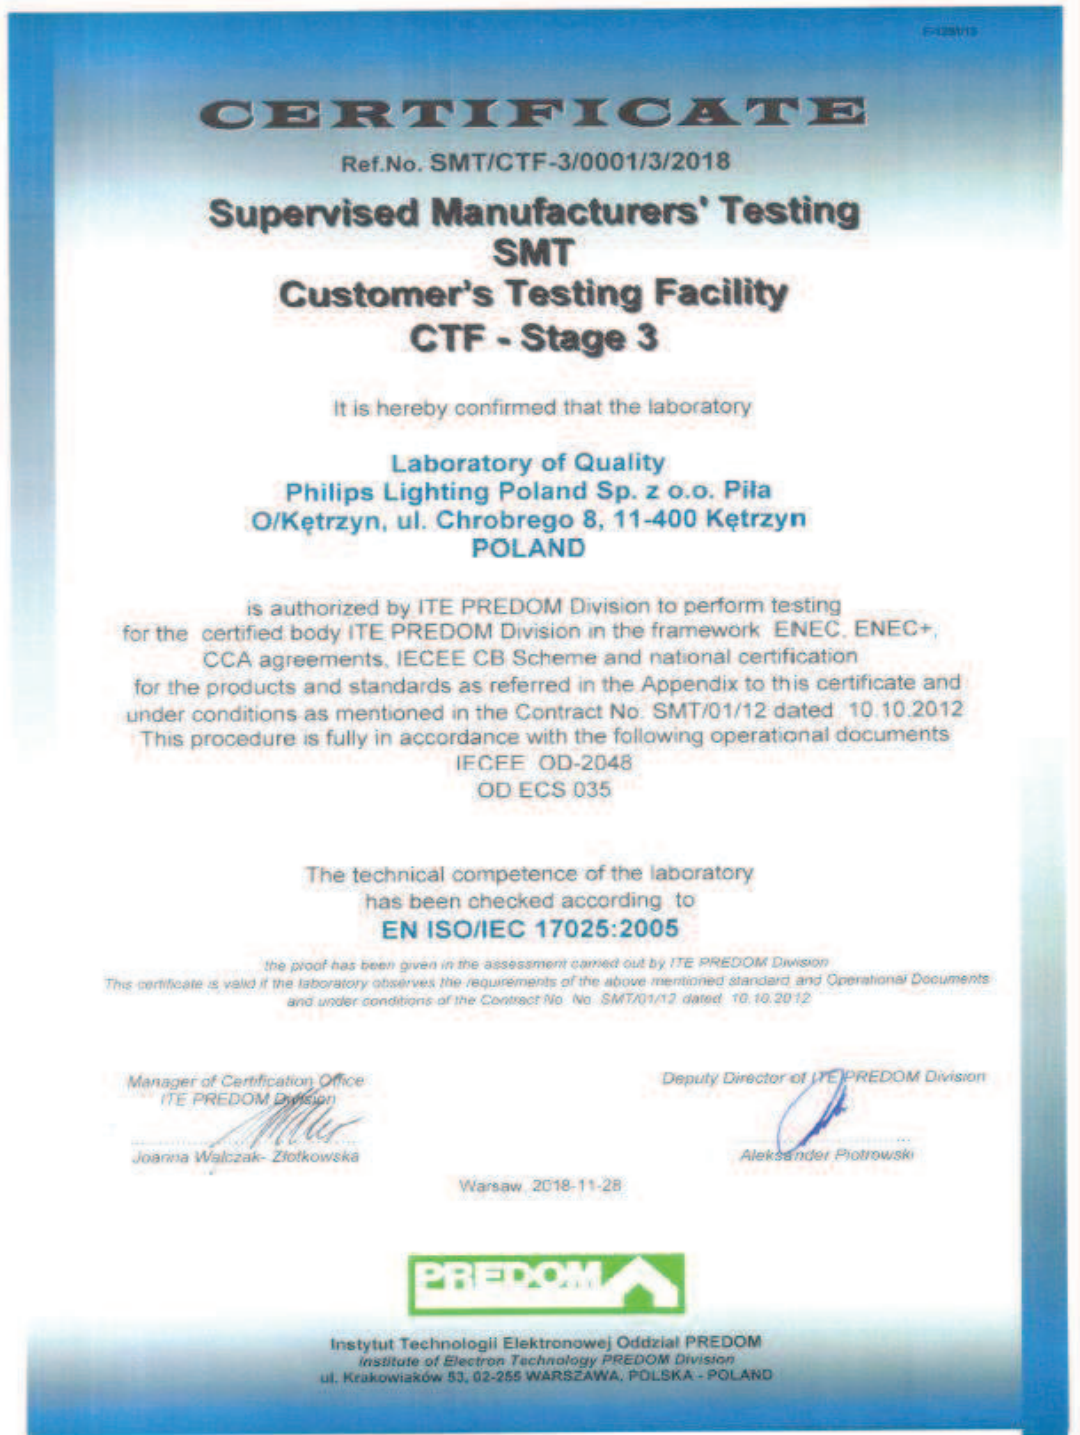 CERTIFICATE
Ref.No. SMT/CTF-3/0001/3/2018
Supervised Manufacturers' Testing
SMT
Customer's Testing Facility
CTF - Stage 3
It is hereby confirmed that the laboratory
Laboratory of Quality
Philips Lighting Poland Sp. z o.o. Piła
O/Kętrzyn, ul. Chrobrego 8, 11-400 Kętrzyn
POLAND
is authorized by ITE PREDOM Division to perform testing
for the certified body ITE PREDOM Division in the framework ENEC, ENEC+,
CCA agreements, IECEE CB Scheme and national certification
for the products and standards as referred in the Appendix to this certificate and
under conditions as mentioned in the Contract No. SMT/01/12 dated 10.10.2012
This procedure is fully in accordance with the following operational documents
IECEE OD-2048
OD ECS 035
The technical competence of the laboratory
has been checked according to
EN ISO/IEC 17025:2005
the proof has been given in the assessment carried out by ITE PREDOM Division
This certificate is valid if the laboratory observes the requirements of the above mentioned standard and Operational Documents
and under conditions of the Contract No. No. SMT/01/12 dated 10.10.2012
Manager of Certification Office
ITE PREDOM Division
Joanna Walczak- Złotkowska
Deputy Director of ITE PREDOM Division
Aleksander Piotrowski
Warsaw, 2018-11-28
PREDOM
Instytut Technologii Elektronowej Oddział PREDOM
Institute of Electron Technology PREDOM Division
ul. Krakowiaków 53, 02-255 WARSZAWA, POLSKA - POLAND